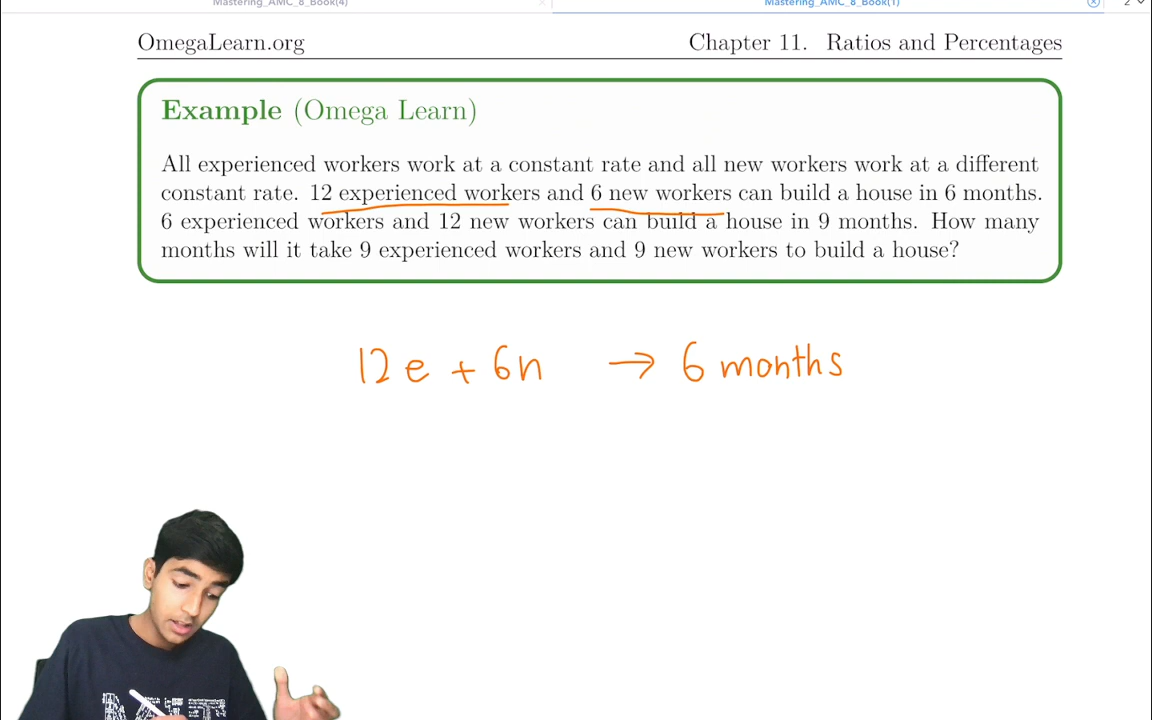 Mastering_AMC_8_Book(4)
Mastering_AMC_8_Book(1)
2
OmegaLearn.org
Chapter 11. Ratios and Percentages
Example (Omega Learn)
All experienced workers work at a constant rate and all new workers work at a different
constant rate. 12 experienced workers and 6 new workers can build a house in 6 months.
6 experienced workers and 12 new workers can build a house in 9 months. How many
months will it take 9 experienced workers and 9 new workers to build a house?
12e + 6n → 6 months